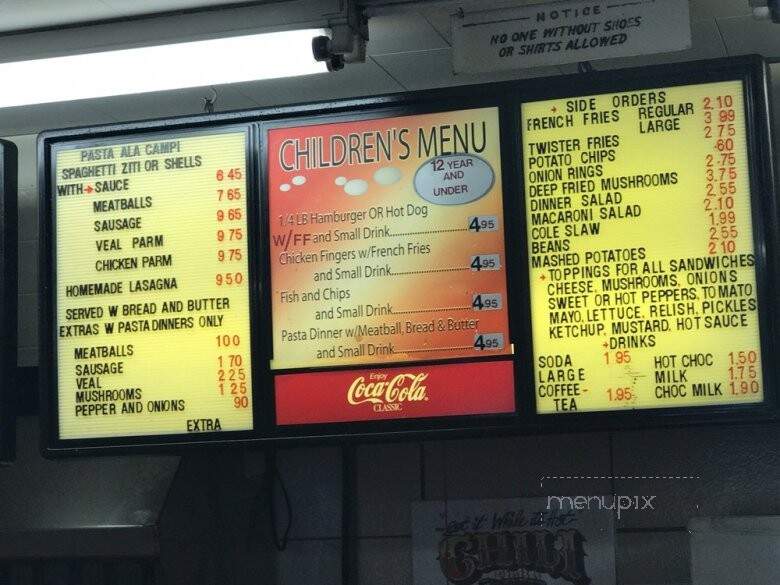 NOTICE
NO ONE WITHOUT SHOES
OR SHIRTS ALLOWED
PASTA ALA CAMPI
SPAGHETTI ZITI OR SHELLS
WITH→ SAUCE 6 45
MEATBALLS 7 65
SAUSAGE 9 65
VEAL PARM 9 75
CHICKEN PARM 9 75
HOMEMADE LASAGNA 9 50
SERVED W BREAD AND BUTTER
EXTRAS W PASTA DINNERS ONLY
MEATBALLS 1 00
SAUSAGE 1 70
VEAL 2 25
MUSHROOMS 1 25
PEPPER AND ONIONS 90
EXTRA
CHILDREN'S MENU
12 YEAR
AND
UNDER
1/4 LB Hamburger OR Hot Dog
W/FF and Small Drink 4.95
Chicken Fingers w/French Fries
and Small Drink 4.95
Fish and Chips
and Small Drink 4.95
Pasta Dinner w/Meatball, Bread & Butter
and Small Drink 4.95
Enjoy
Coca-Cola
CLASSIC
SIDE ORDERS
FRENCH FRIES REGULAR 2.10
LARGE 3 99
TWISTER FRIES 2 75
POTATO CHIPS .60
ONION RINGS 2.75
DEEP FRIED MUSHROOMS 3.75
DINNER SALAD 2.55
MACARONI SALAD 2.10
COLE SLAW 1.99
BEANS 2.55
MASHED POTATOES 2 10
TOPPINGS FOR ALL SANDWICHES
CHEESE, MUSHROOMS, ONIONS
SWEET OR HOT PEPPERS, TOMATO
MAYO, LETTUCE, RELISH, PICKLES
KETCHUP, MUSTARD, HOT SAUCE
DRINKS
SODA 1 95 HOT CHOC 1.50
LARGE MILK 1.75
COFFEE- 1.95 CHOC MILK 1.90
TEA
menupix
eat it While it's Hot
CHILI